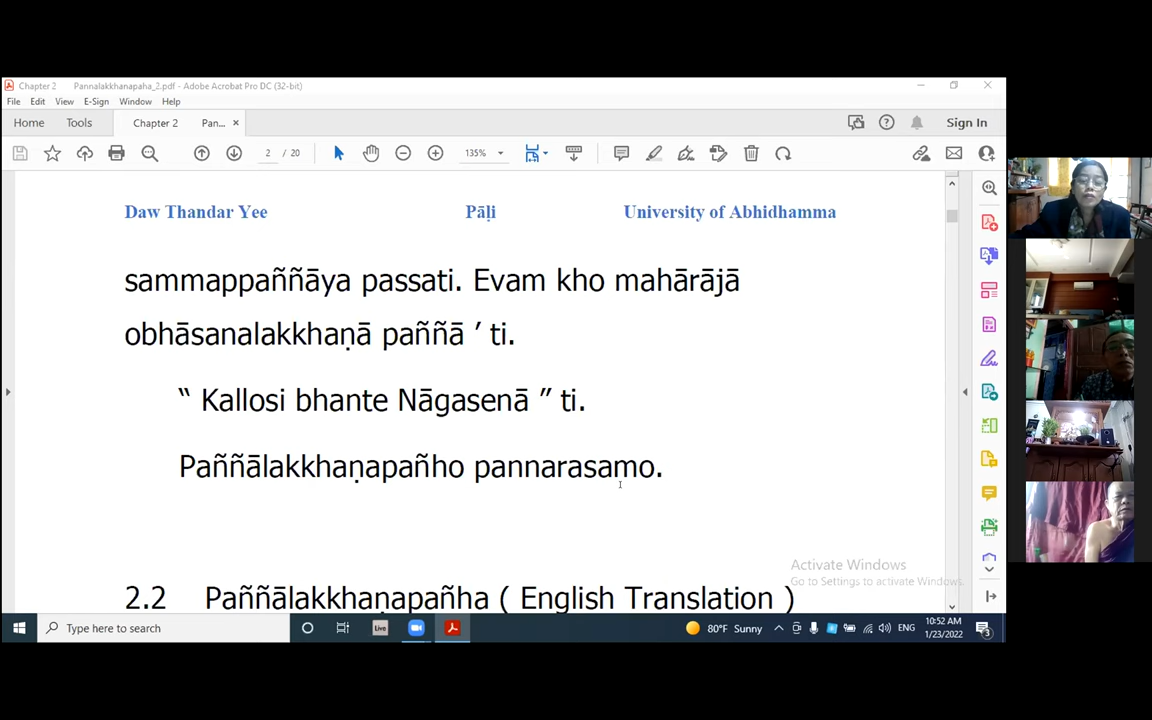 Chapter 2 Pannalakkhanapaha_2.pdf - Adobe Acrobat Pro DC (32-bit)
File Edit View E-Sign Window Help
Home Tools Chapter 2 Pan... × Sign In
2 / 20 135%
Daw Thandar Yee Pāḷi University of Abhidhamma
sammappaññāya passati. Evam kho mahārājā
obhāsanalakkhaṇā paññā ’ ti.
“ Kallosi bhante Nāgasenā ” ti.
Paññālakkhaṇapañho pannarasamo.
Activate Windows
Go to Settings to activate Windows.
2.2 Paññālakkhaṇapañha ( English Translation )
Type here to search Live 80°F Sunny ENG 10:52 AM
1/23/2022 3